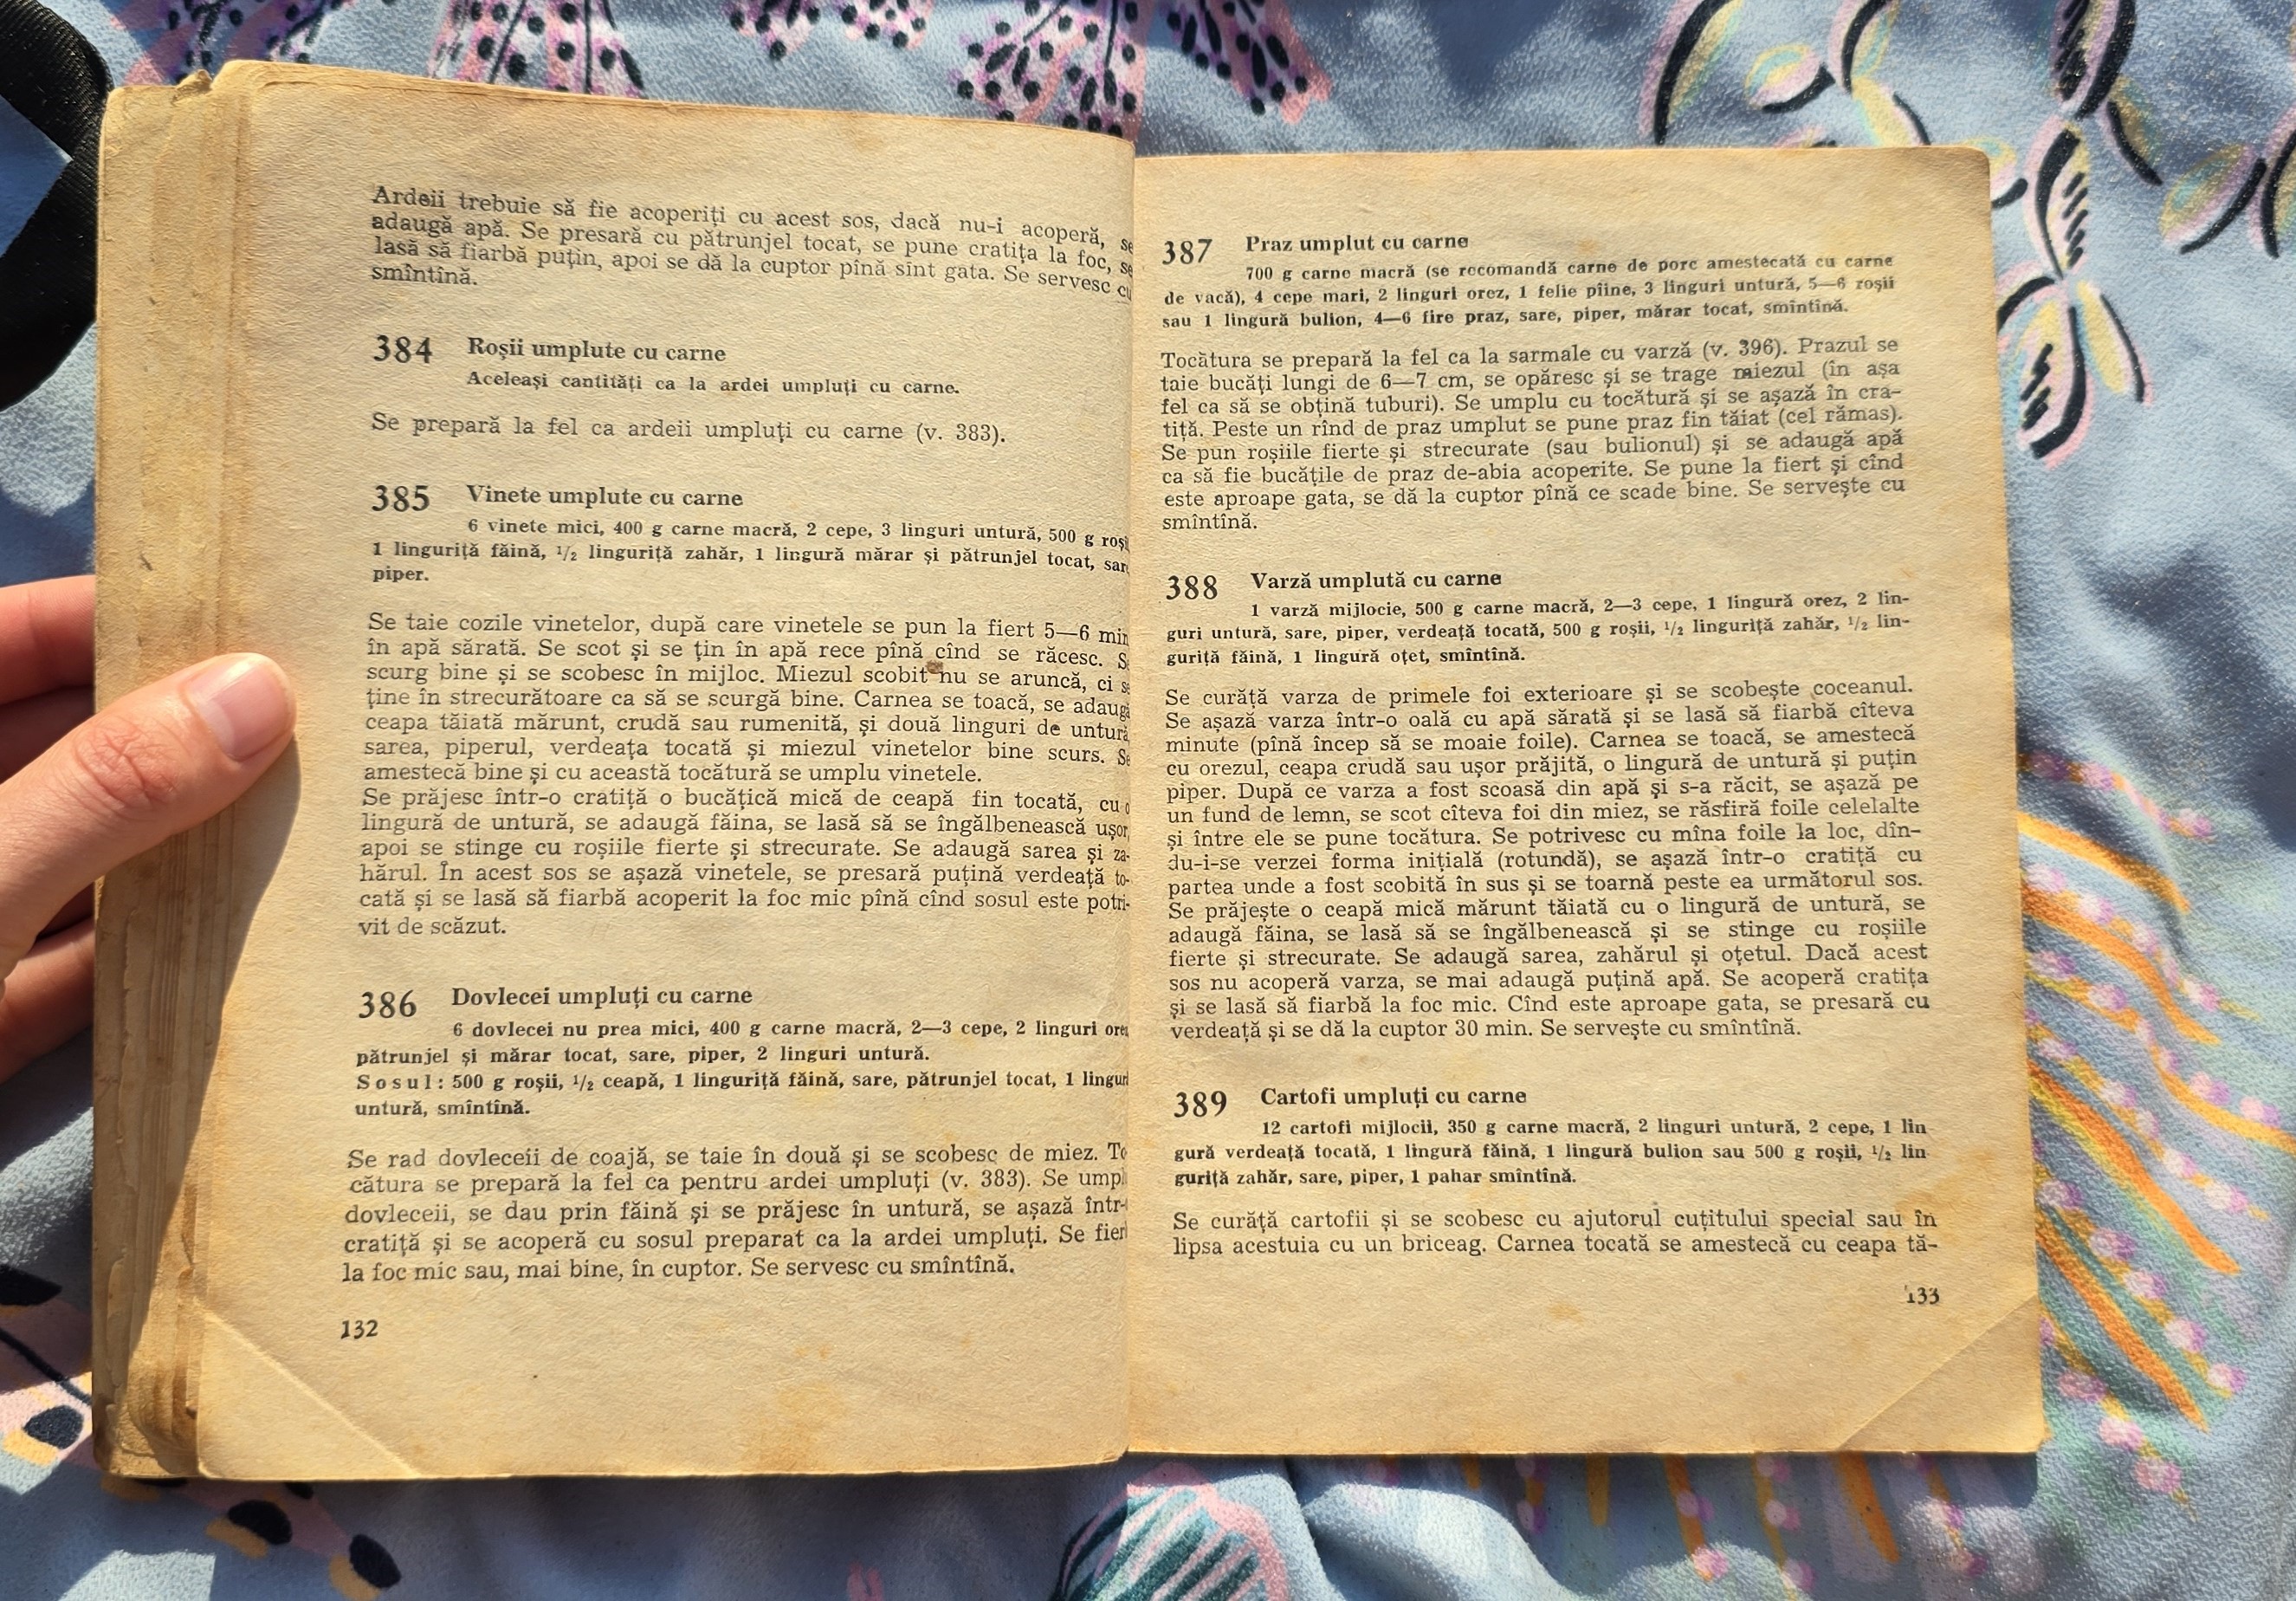 Ardeii trebuie să fie acoperiți cu acest sos, dacă nu-i acoperă, se
adaugă apă. Se presară cu pătrunjel tocat, se pune cratița la foc, se
lasă să fiarbă puțin, apoi se dă la cuptor pînă sînt gata. Se servesc cu
smîntînă.
384 Roșii umplute cu carne
Aceleași cantități ca la ardei umpluți cu carne.
Se prepară la fel ca ardeii umpluți cu carne (v. 383).
385 Vinete umplute cu carne
6 vinete mici, 400 g carne macră, 2 cepe, 3 linguri untură, 500 g
1 linguriță făină, 1/2 linguriță zahăr, 1 lingură mărar și pătrunjel tocat,
piper.
Se taie cozile vinetelor, după care vinetele se pun la fiert 5—6 min
în apă sărată. Se scot și se țin în apă rece pînă cînd se răcesc.
scurg bine și se scobesc în mijloc. Miezul scobit nu se aruncă, ci se
ține în strecurătoare ca să se scurgă bine. Carnea se toacă, se adaugă
ceapa tăiată mărunt, crudă sau rumenită, și două linguri de untură
sarea, piperul, verdeața tocată și miezul vinetelor bine scurs. Se
amestecă bine și cu această tocătură se umplu vinetele.
Se prăjesc într-o cratiță o bucățică mică de ceapă fin tocată, cu o
lingură de untură, se adaugă făina, se lasă să se îngălbenească ușor,
apoi se stinge cu roșiile fierte și strecurate. Se adaugă sarea și za-
hărul. În acest sos se așază vinetele, se presară puțină verdeață to-
cată și se lasă să fiarbă acoperit la foc mic pînă cînd sosul este potri-
vit de scăzut.
386 Dovlecei umpluți cu carne
6 dovlecei nu prea mici, 400 g carne macră, 2—3 cepe, 2 linguri
pătrunjel și mărar tocat, sare, piper, 2 linguri untură.
Sosul: 500 g roșii, 1/2 ceapă, 1 linguriță făină, sare, pătrunjel tocat, 1
untură, smîntînă.
Se rad dovleceii de coajă, se taie în două și se scobesc de miez.
cătura se prepară la fel ca pentru ardei umpluți (v. 383). Se
dovleceii, se dau prin făină și se prăjesc în untură, se așază
cratiță și se acoperă cu sosul preparat ca la ardei umpluți. Se
la foc mic sau, mai bine, în cuptor. Se servesc cu smîntînă.
132
387 Praz umplut cu carne
700 g carne macră (se recomandă carne de porc amestecată cu carne
de vacă), 4 cepe mari, 2 linguri orez, 1 felie pîine, 3 linguri untură, 5—6 roșii
sau 1 lingură bulion, 4—6 fire praz, sare, piper, mărar tocat, smîntînă.
Tocătura se prepară la fel ca la sarmale cu varză (v. 396). Prazul se
taie bucăți lungi de 6—7 cm, se opăresc și se trage miezul (în așa
fel ca să se obțină tuburi). Se umplu cu tocătură și se așază în cra-
tiță. Peste un rînd de praz umplut se pune praz fin tăiat (cel rămas).
Se pun roșiile fierte și strecurate (sau bulionul) și se adaugă apă
ca să fie bucățile de praz de-abia acoperite. Se pune la fiert și cînd
este aproape gata, se dă la cuptor pînă ce scade bine. Se servește cu
smîntînă.
388 Varză umplută cu carne
1 varză mijlocie, 500 g carne macră, 2—3 cepe, 1 lingură orez, 2 lin-
guri untură, sare, piper, verdeață tocată, 500 g roșii, 1/2 linguriță zahăr, 1/2 lin-
guriță făină, 1 lingură oțet, smîntînă.
Se curăță varza de primele foi exterioare și se scobește coceanul.
Se așază varza într-o oală cu apă sărată și se lasă să fiarbă cîteva
minute (pînă încep să se moaie foile). Carnea se toacă, se amestecă
cu orezul, ceapa crudă sau ușor prăjită, o lingură de untură și puțin
piper. După ce varza a fost scoasă din apă și s-a răcit, se așază pe
un fund de lemn, se scot cîteva foi din miez, se răsfiră foile celelalte
și între ele se pune tocătura. Se potrivesc cu mîna foile la loc, dîn-
du-i-se verzei forma inițială (rotundă), se așază într-o cratiță cu
partea unde a fost scobită în sus și se toarnă peste ea următorul sos.
Se prăjește o ceapă mică mărunt tăiată cu o lingură de untură, se
adaugă făina, se lasă să se îngălbenească și se stinge cu roșiile
fierte și strecurate. Se adaugă sarea, zahărul și oțetul. Dacă acest
sos nu acoperă varza, se mai adaugă puțină apă. Se acoperă cratița
și se lasă să fiarbă la foc mic. Cînd este aproape gata, se presară cu
verdeață și se dă la cuptor 30 min. Se servește cu smîntînă.
389 Cartofi umpluți cu carne
12 cartofi mijlocii, 350 g carne macră, 2 linguri untură, 2 cepe, 1 lin
gură verdeață tocată, 1 lingură făină, 1 lingură bulion sau 500 g roșii, 1/2 lin
guriță zahăr, sare, piper, 1 pahar smîntînă.
Se curăță cartofii și se scobesc cu ajutorul cuțitului special sau în
lipsa acestuia cu un briceag. Carnea tocată se amestecă cu ceapa tă-
133